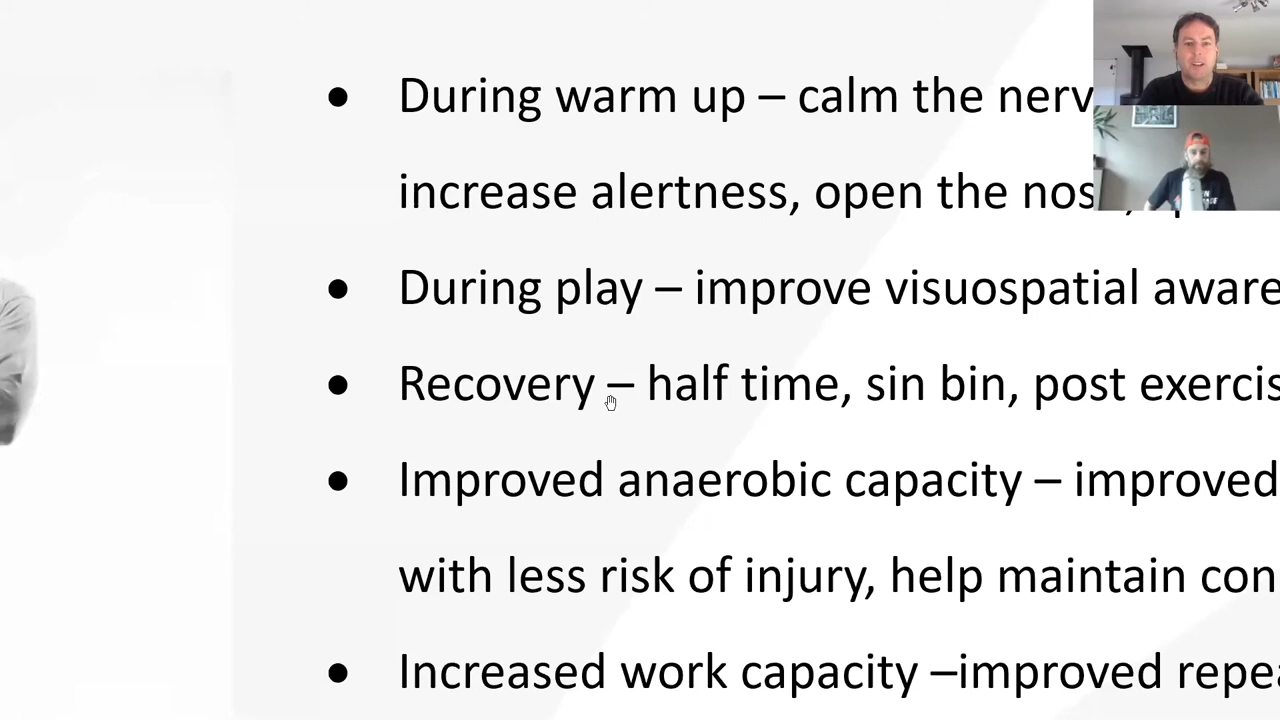 • During warm up – calm the nerv
increase alertness, open the nos
• During play – improve visuospatial aware
• Recovery – half time, sin bin, post exercis
• Improved anaerobic capacity – improved
with less risk of injury, help maintain con
• Increased work capacity –improved repea